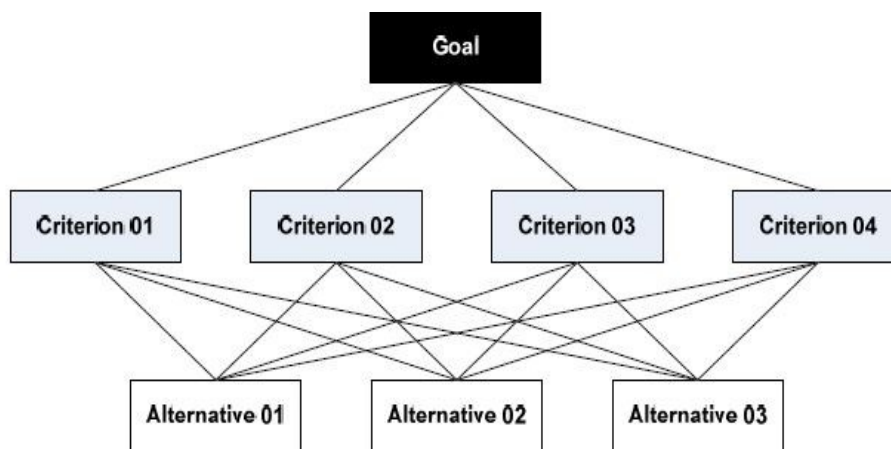 Goal
Criterion 01
Criterion 02
Criterion 03
Criterion 04
Alternative 01
Alternative 02
Alternative 03